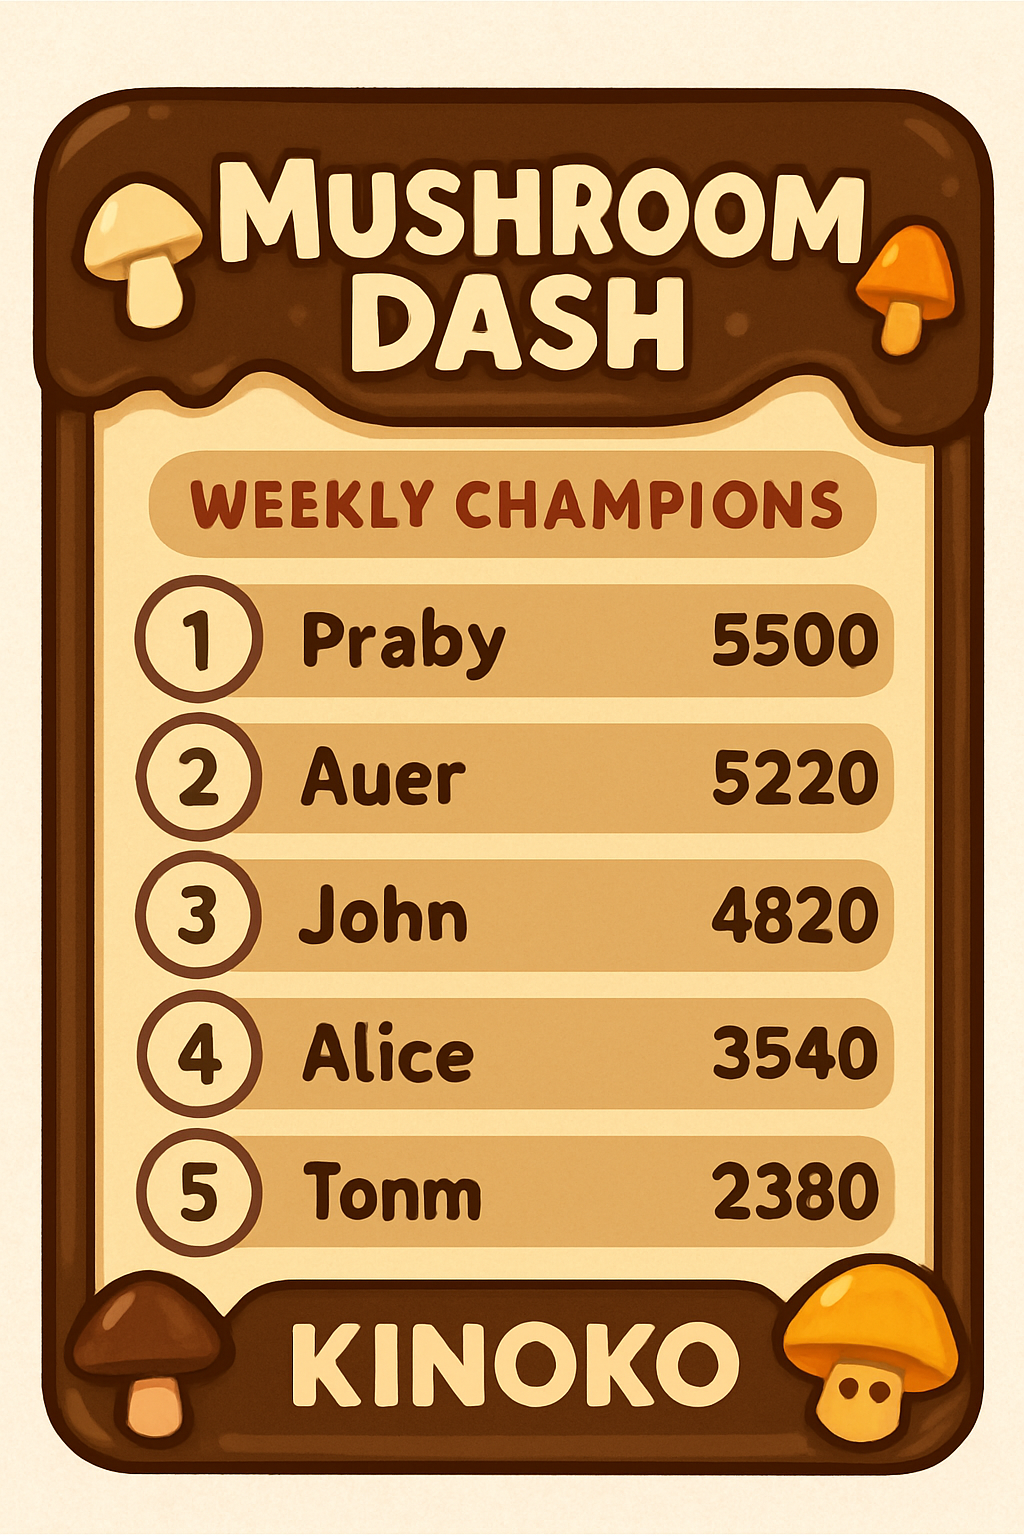 MUSHROOM
DASH
WEEKLY CHAMPIONS
1 Praby 5500
2 Auer 5220
3 John 4820
4 Alice 3540
5 Tonm 2380
KINOKO